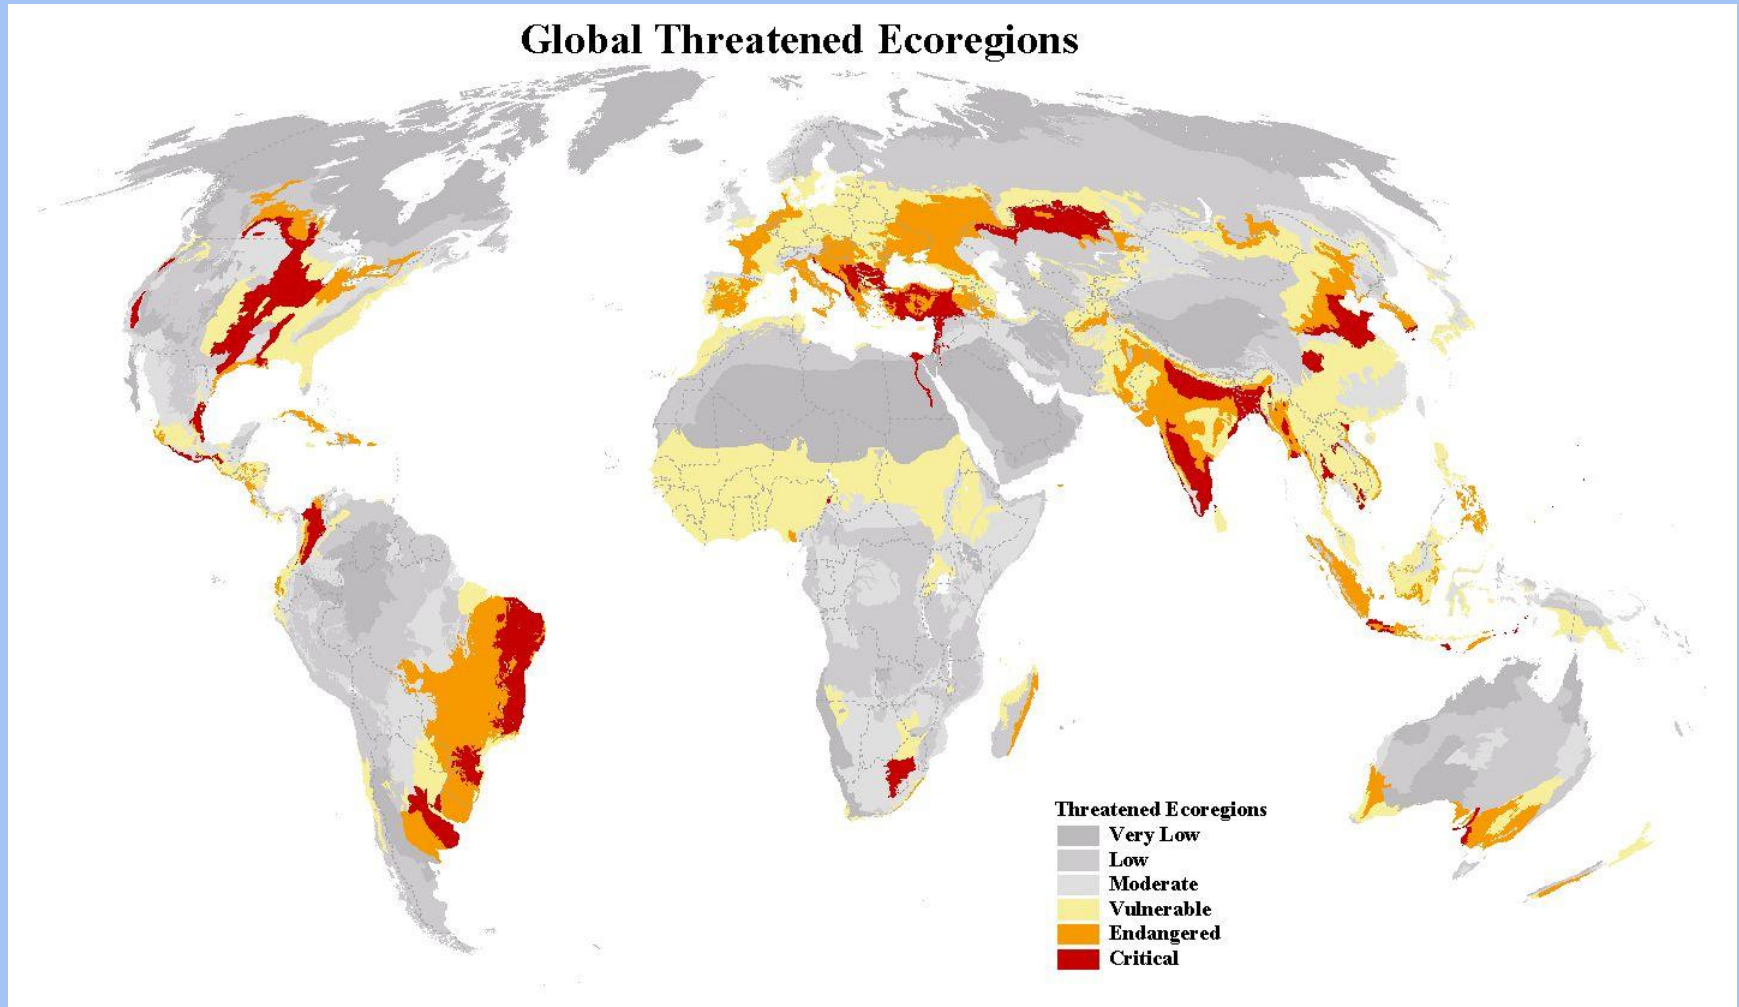 Global Threatened Ecoregions
Threatened Ecoregions
Very Low
Low
Moderate
Vulnerable
Endangered
Critical